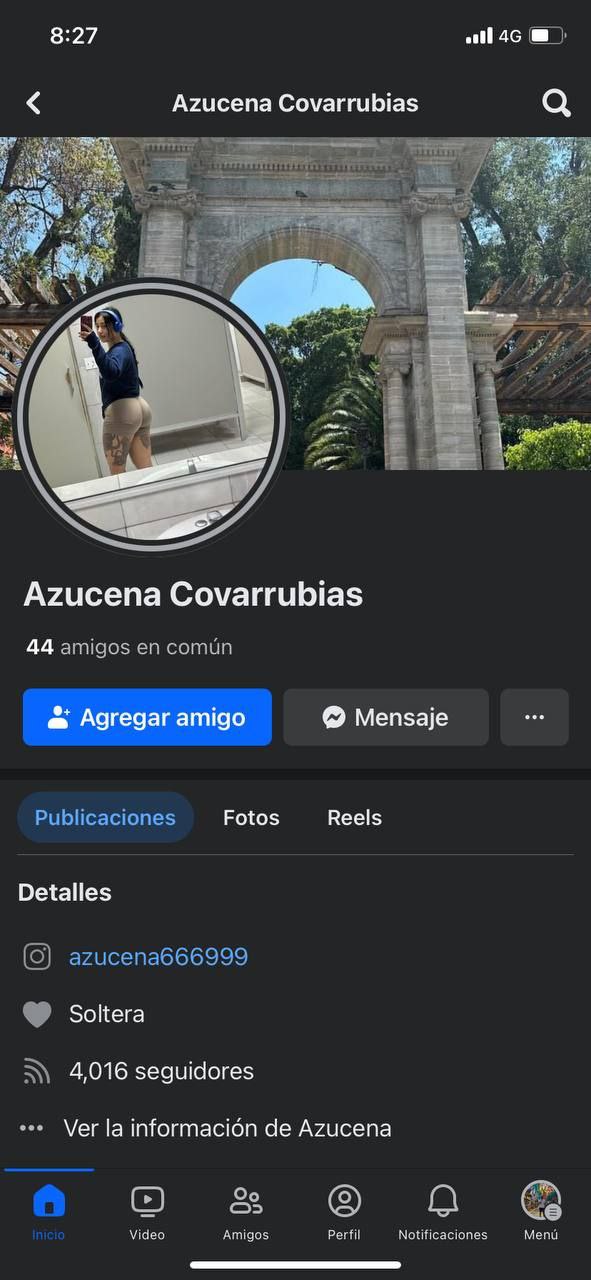 8:27
4G
Azucena Covarrubias
Azucena Covarrubias
44 amigos en común
Agregar amigo
Mensaje
Publicaciones
Fotos
Reels
Detalles
azucena666999
Soltera
4,016 seguidores
Ver la información de Azucena
Inicio
Video
Amigos
Perfil
Notificaciones
Menú